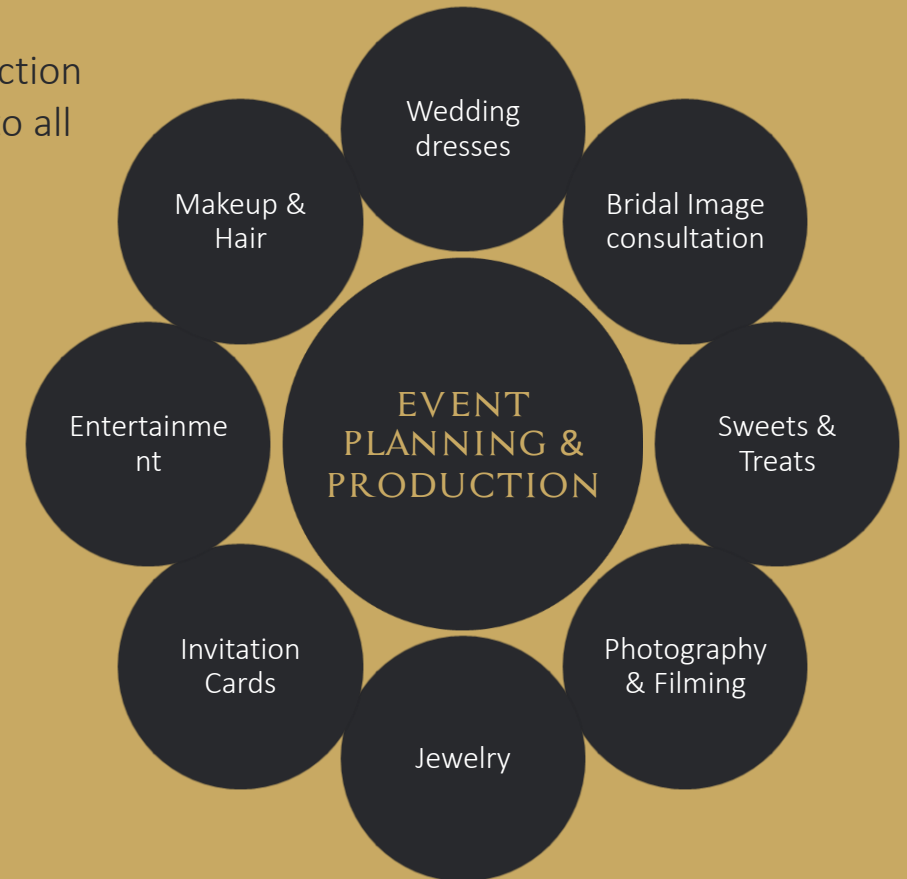 ction
o all
Wedding
dresses
Makeup &
Hair
Bridal Image
consultation
Entertainme
nt
EVENT
PLANNING &
PRODUCTION
Sweets &
Treats
Invitation
Cards
Photography
& Filming
Jewelry